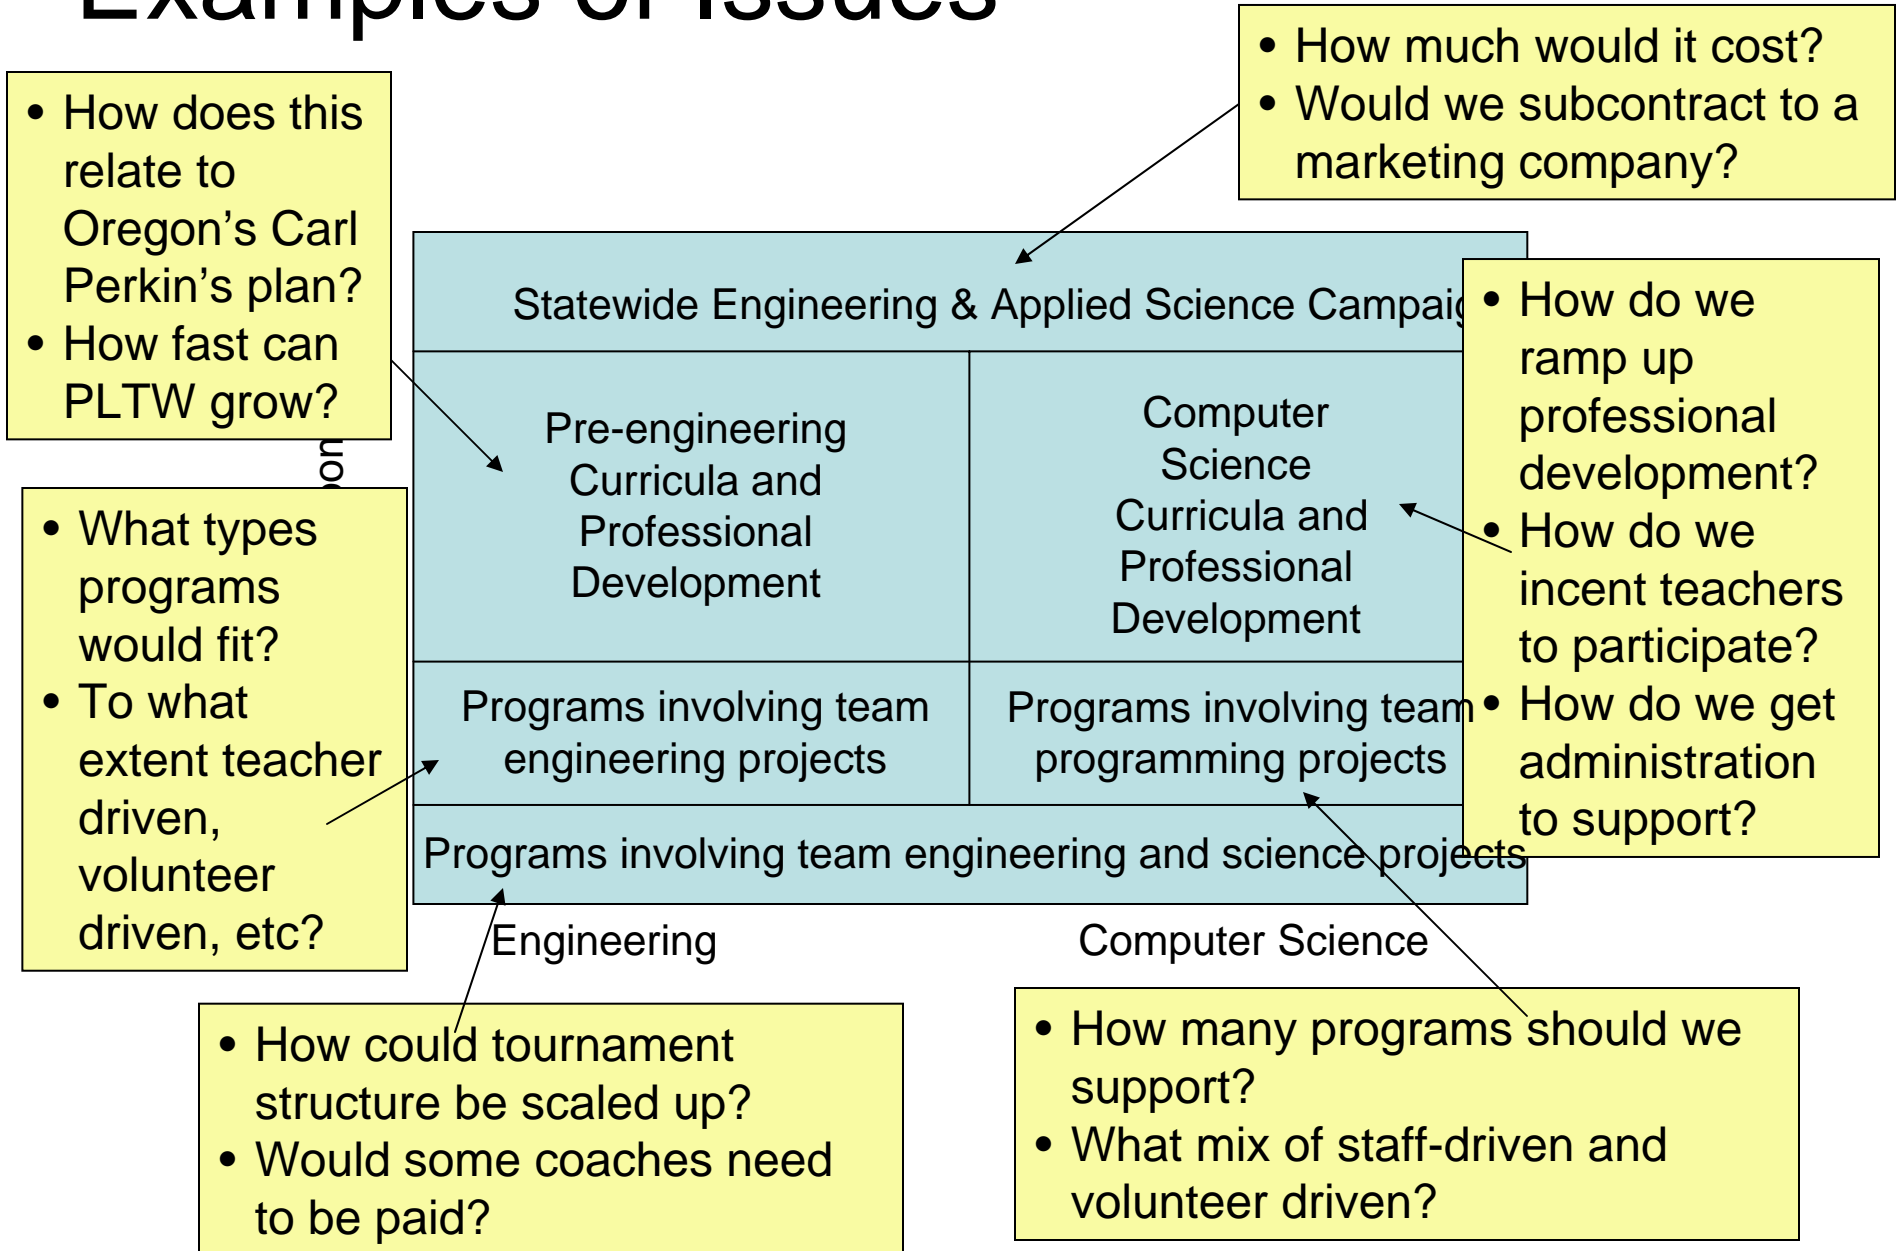 Examples of Issues
• How much would it cost?
• Would we subcontract to a
marketing company?
• How does this
relate to
Oregon’s Carl
Perkin’s plan?
• How fast can
PLTW grow?
Statewide Engineering & Applied Science Campaig
• How do we
ramp up
professional
development?
• How do we
incent teachers
to participate?
• How do we get
administration
to support?
Pre-engineering
Curricula and
Professional
Development
Computer
Science
Curricula and
Professional
Development
• What types
programs
would fit?
• To what
extent teacher
driven,
volunteer
driven, etc?
Programs involving team
engineering projects
Programs involving team
programming projects
Programs involving team engineering and science projects
Engineering
Computer Science
• How could tournament
structure be scaled up?
• Would some coaches need
to be paid?
• How many programs should we
support?
• What mix of staff-driven and
volunteer driven?